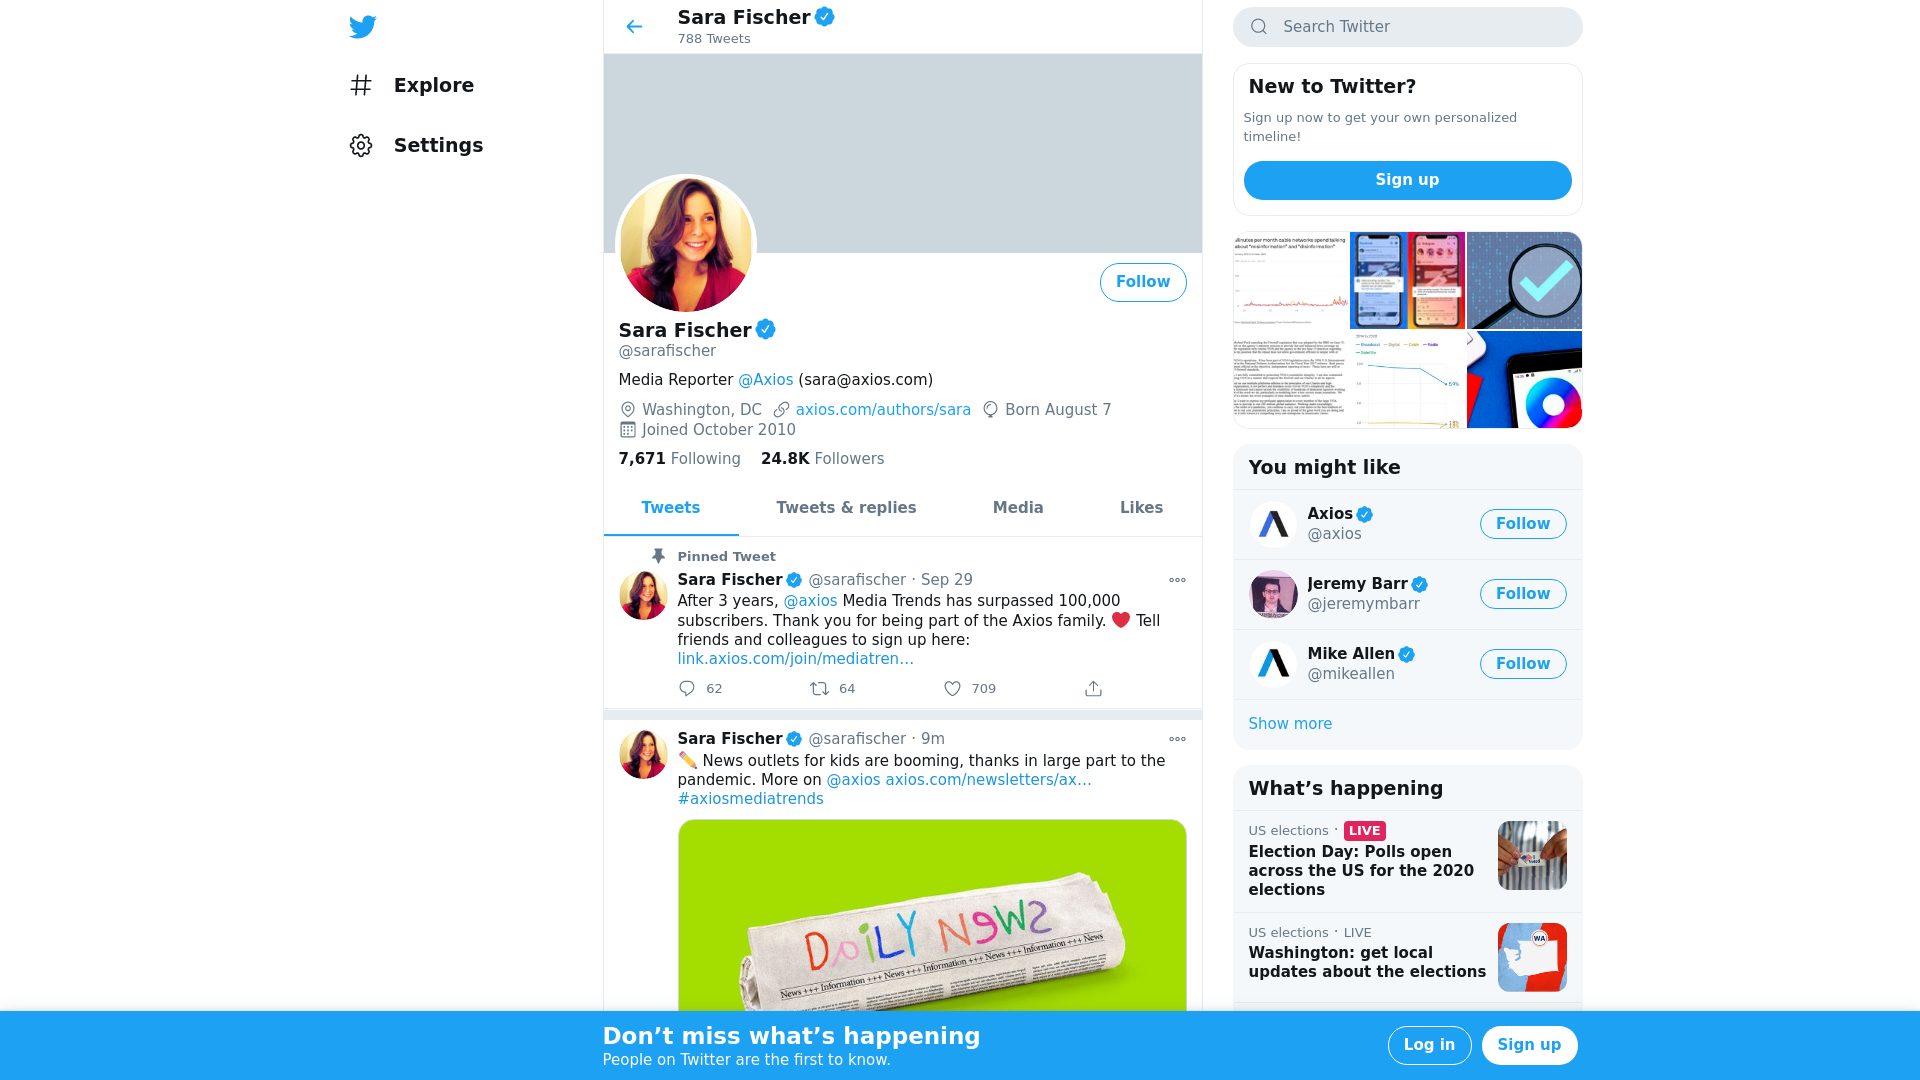 Explore
Settings
Sara Fischer
788 Tweets
Follow
Sara Fischer
@sarafischer
Media Reporter @Axios (sara@axios.com)
Washington, DC axios.com/authors/sara Born August 7
Joined October 2010
7,671 Following 24.8K Followers
Tweets Tweets & replies Media Likes
Pinned Tweet
Sara Fischer @sarafischer · Sep 29
After 3 years, @axios Media Trends has surpassed 100,000
subscribers. Thank you for being part of the Axios family. Tell
friends and colleagues to sign up here:
link.axios.com/join/mediatren…
62 64 709
Sara Fischer @sarafischer · 9m
News outlets for kids are booming, thanks in large part to the
pandemic. More on @axios axios.com/newsletters/ax…
#axiosmediatrends
DAiLY NEWS
News +++ Information +++ News +++ Information +++ News +++ Information +++ News
Search Twitter
New to Twitter?
Sign up now to get your own personalized
timeline!
Sign up
You might like
Axios
@axios
Follow
Jeremy Barr
@jeremymbarr
Follow
Mike Allen
@mikeallen
Follow
Show more
What’s happening
US elections · LIVE
Election Day: Polls open
across the US for the 2020
elections
US elections · LIVE
Washington: get local
updates about the elections
WA
Don’t miss what’s happening
People on Twitter are the first to know.
Log in
Sign up